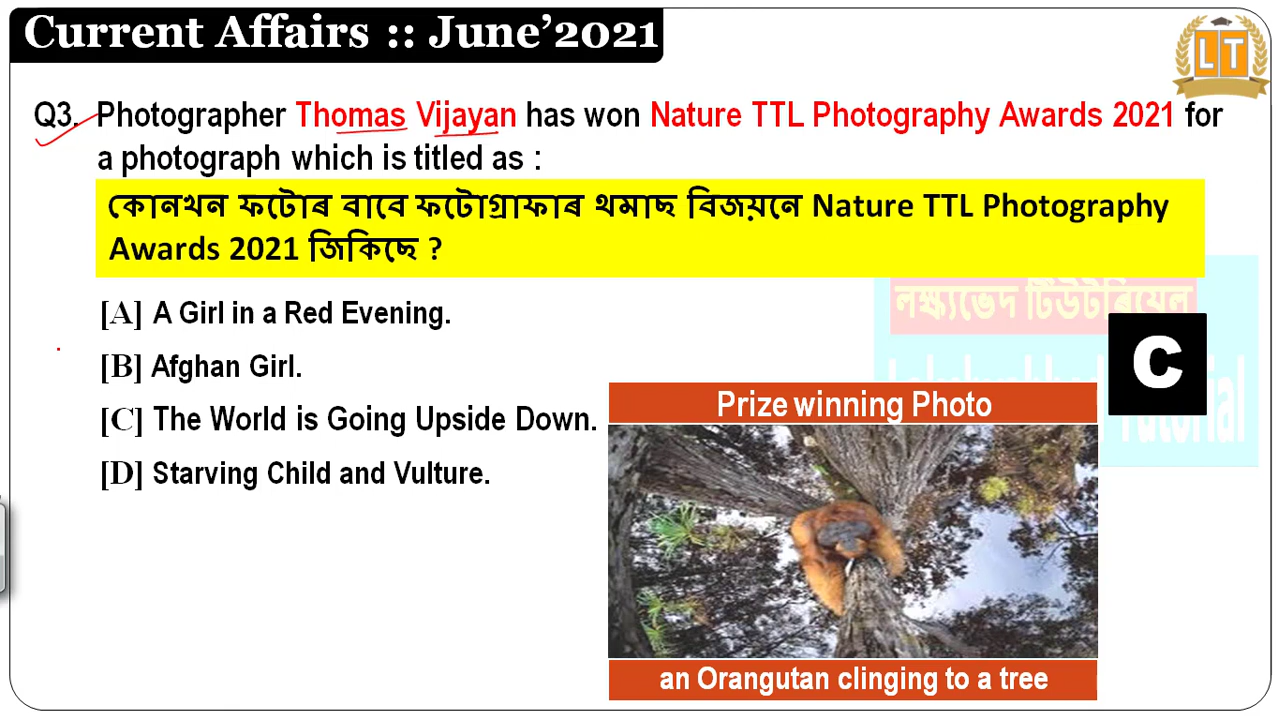 Current Affairs :: June’2021
LT
Q3. Photographer Thomas Vijayan has won Nature TTL Photography Awards 2021 for
a photograph which is titled as :
কোনখন ফটোৰ বাবে ফটোগ্ৰাফাৰ থমাছ বিজয়নে Nature TTL Photography
Awards 2021 জিকিছে ?
[A] A Girl in a Red Evening.
[B] Afghan Girl.
[C] The World is Going Upside Down.
[D] Starving Child and Vulture.
লক্ষ্যভেদ টিউটৰিয়েল
C
Tutorial
Prize winning Photo
an Orangutan clinging to a tree